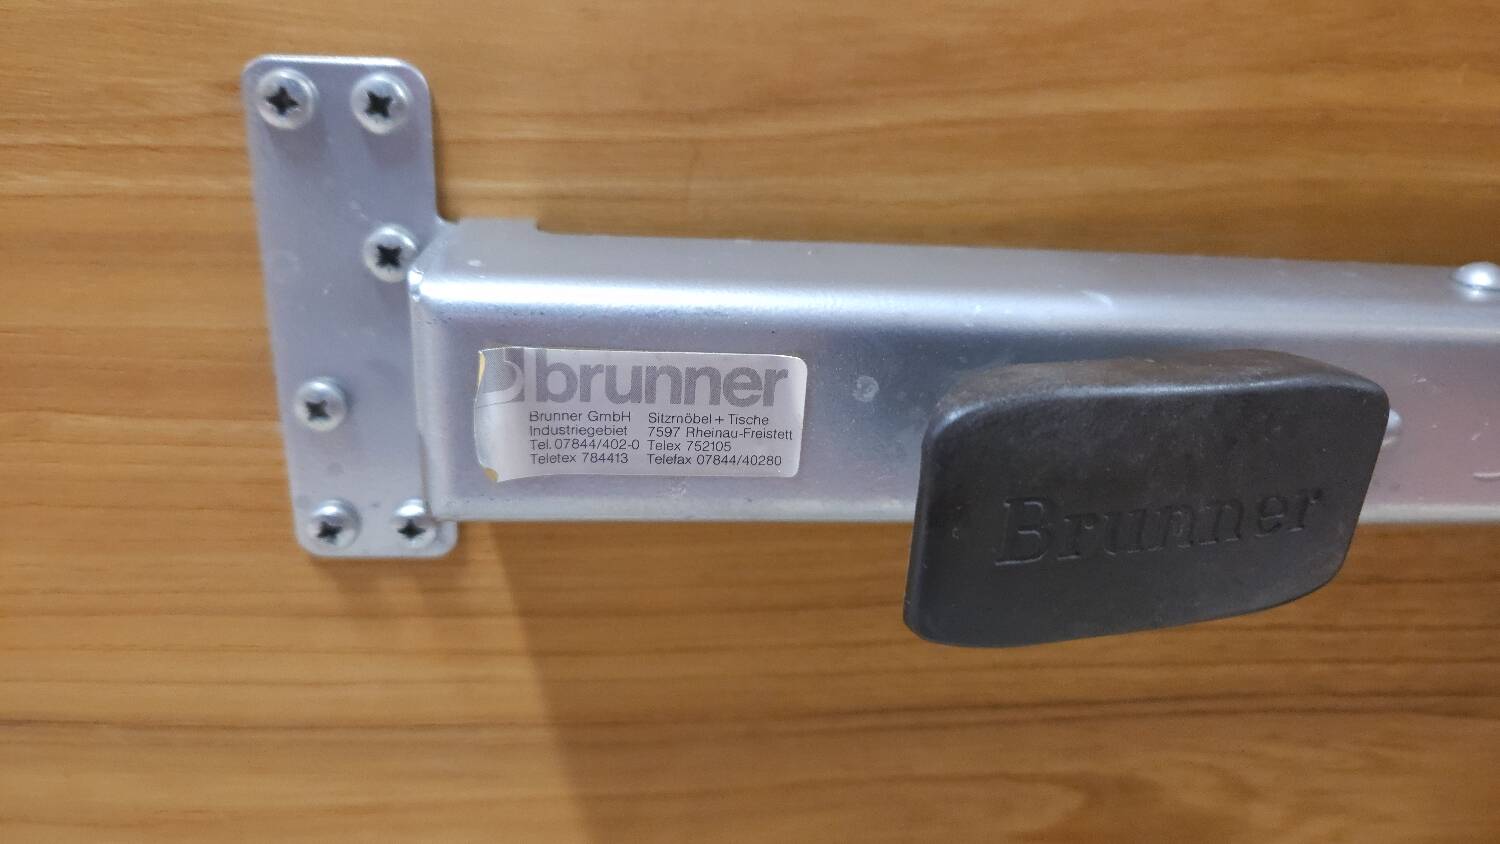 brunner
Brunner GmbH Sitzmöbel + Tische
Industriegebiet 7597 Rheinau-Freistett
Tel. 07844/402-0 Telex 752105
Teletex 784413 Telefax 07844/40280
Brunner